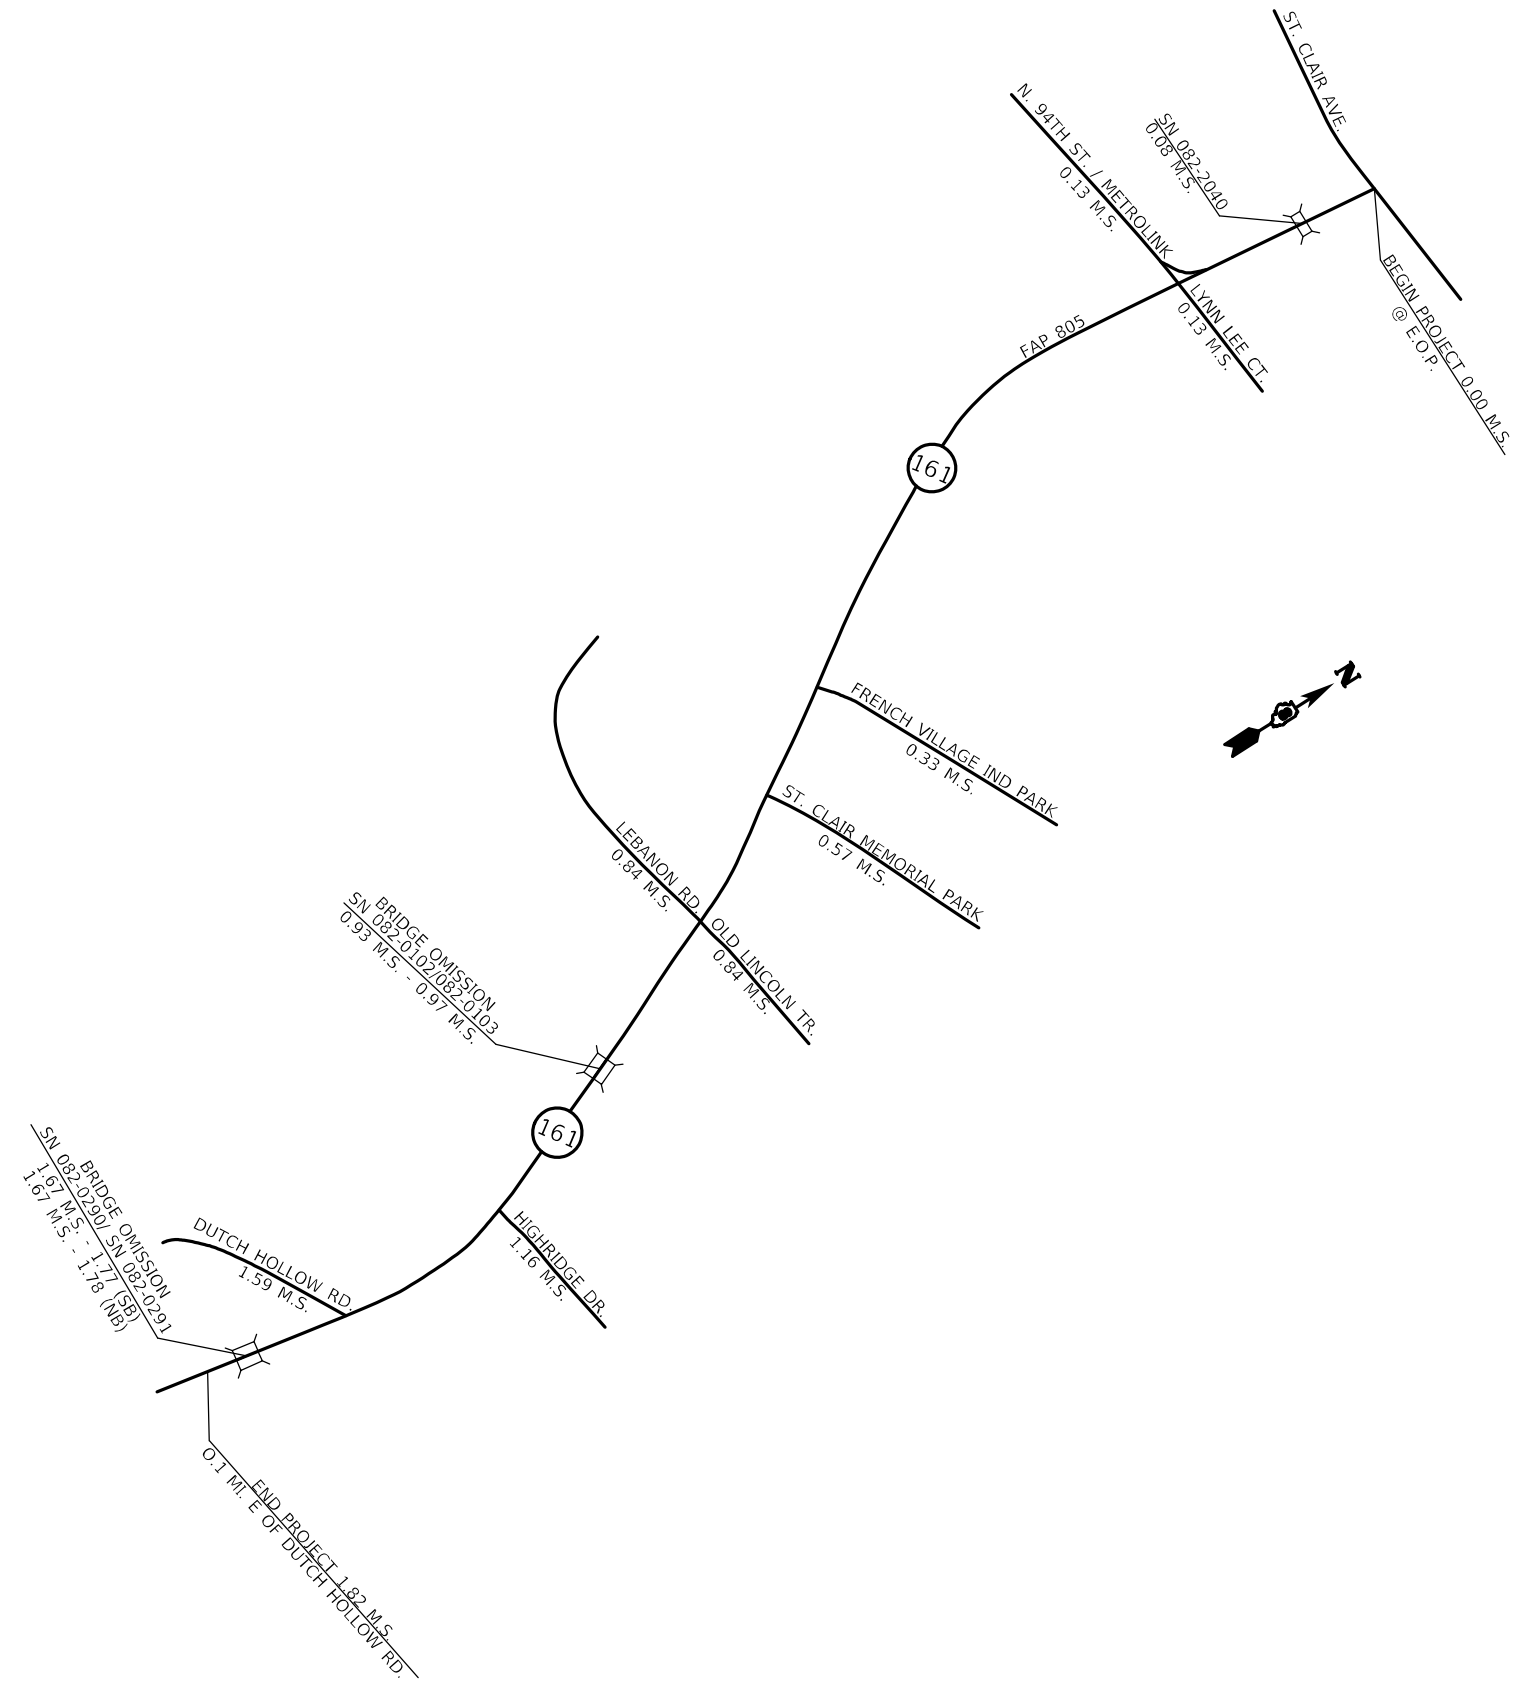 ST. CLAIR AVE.
N. 94TH ST. / METROLINK
0.13 M.S.
SN 082-2040
0.08 M.S.
BEGIN PROJECT 0.00 M.S.
@ E.O.P.
LYNN LEE CT.
0.13 M.S.
FAP 805
161
N
FRENCH VILLAGE IND PARK
0.33 M.S.
ST. CLAIR MEMORIAL PARK
0.57 M.S.
LEBANON RD.
0.84 M.S.
OLD LINCOLN TR.
0.84 M.S.
BRIDGE OMISSION
SN 082-0102/082-0103
0.93 M.S. - 0.97 M.S.
161
HIGHRIDGE DR.
1.16 M.S.
DUTCH HOLLOW RD.
1.59 M.S.
BRIDGE OMISSION
SN 082-0290/ SN 082-0291
1.67 M.S. - 1.77 (SB)
1.67 M.S. - 1.78 (NB)
END PROJECT 1.82 M.S.
O.1 MI. E OF DUTCH HOLLOW RD.